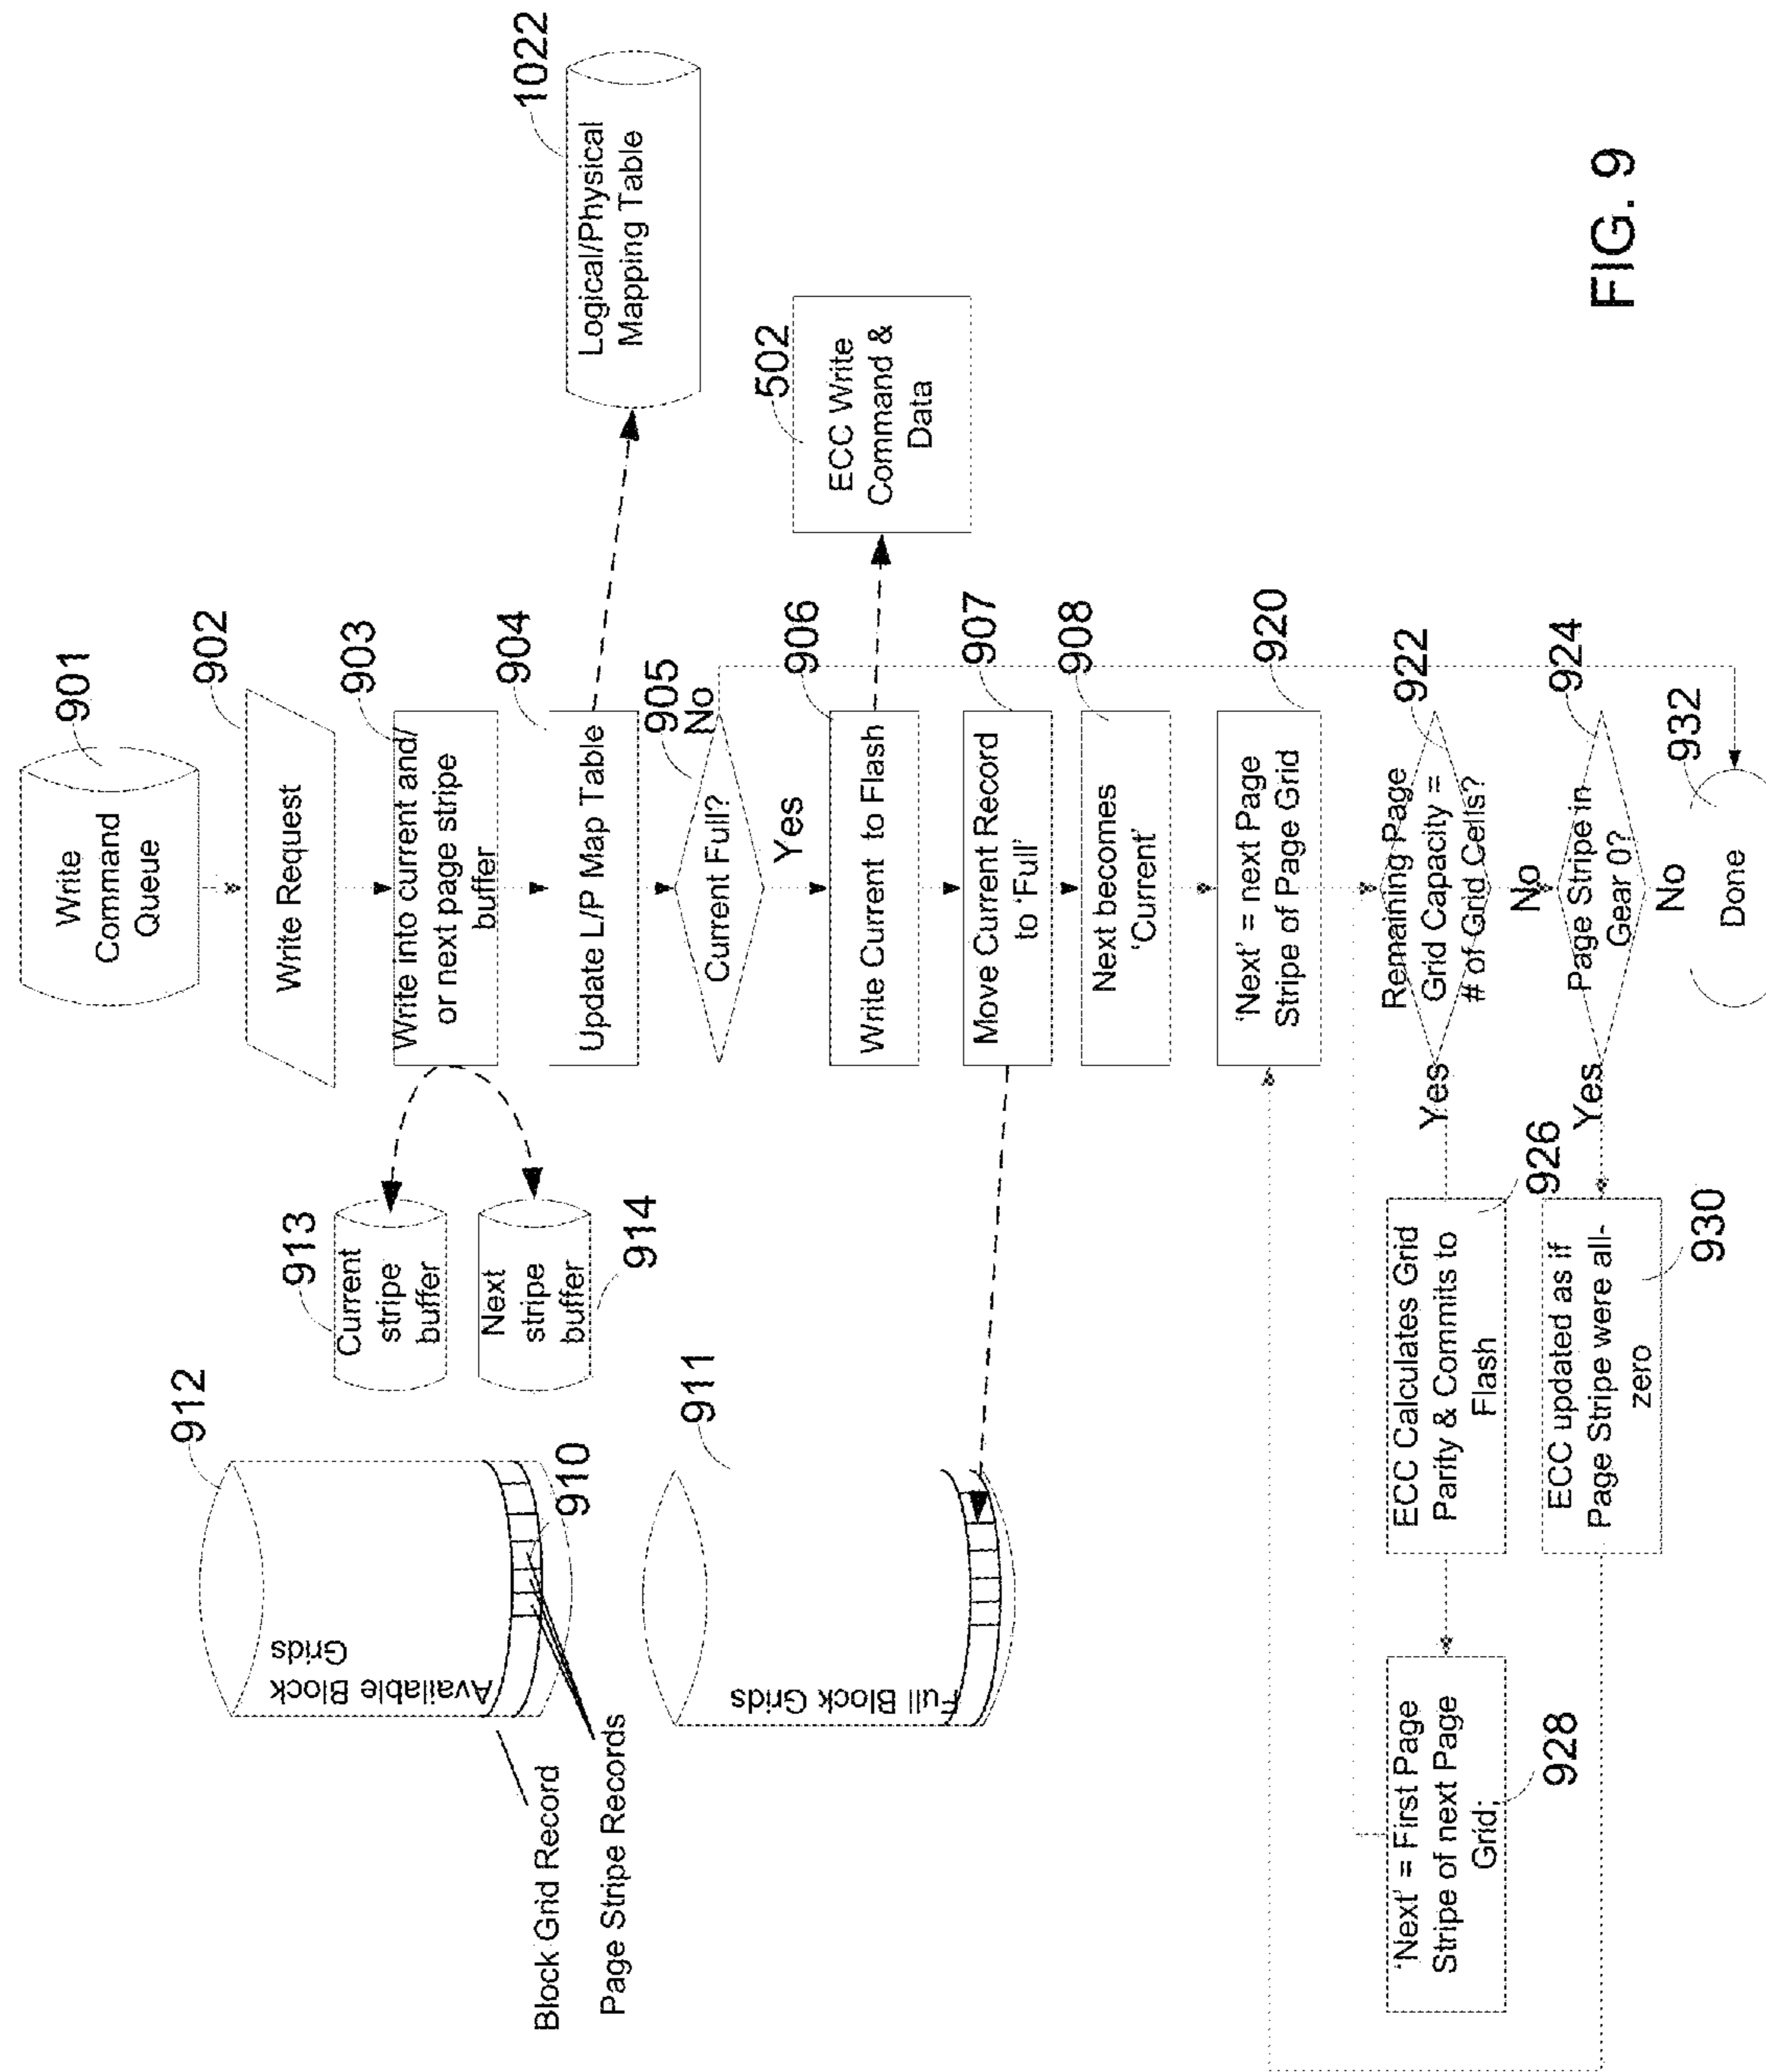 Write
Command
Queue
901
902
Write Request
903
Write into current and/
or next page stripe
buffer
913
Current
stripe
buffer
Next
stripe
buffer
914
904
Update L/P Map Table
1022
Logical/Physical
Mapping Table
905
No
Current Full?
Yes
906
Write Current to Flash
502
ECC Write
Command &
Data
907
Move Current Record
to 'Full'
908
Next becomes
'Current'
920
'Next' = next Page
Stripe of Page Grid
922
Remaining Page
Grid Capacity =
# of Grid Cells?
Yes
No
924
Page Stripe in
Gear 0?
Yes
No
932
Done
926
ECC Calculates Grid
Parity & Commits to
Flash
930
ECC updated as if
Page Stripe were all-
zero
'Next' = First Page
Stripe of next Page
Grid;
928
912
Available Block
Grids
910
Block Grid Record
Page Stripe Records
911
Full Block Grids
FIG. 9